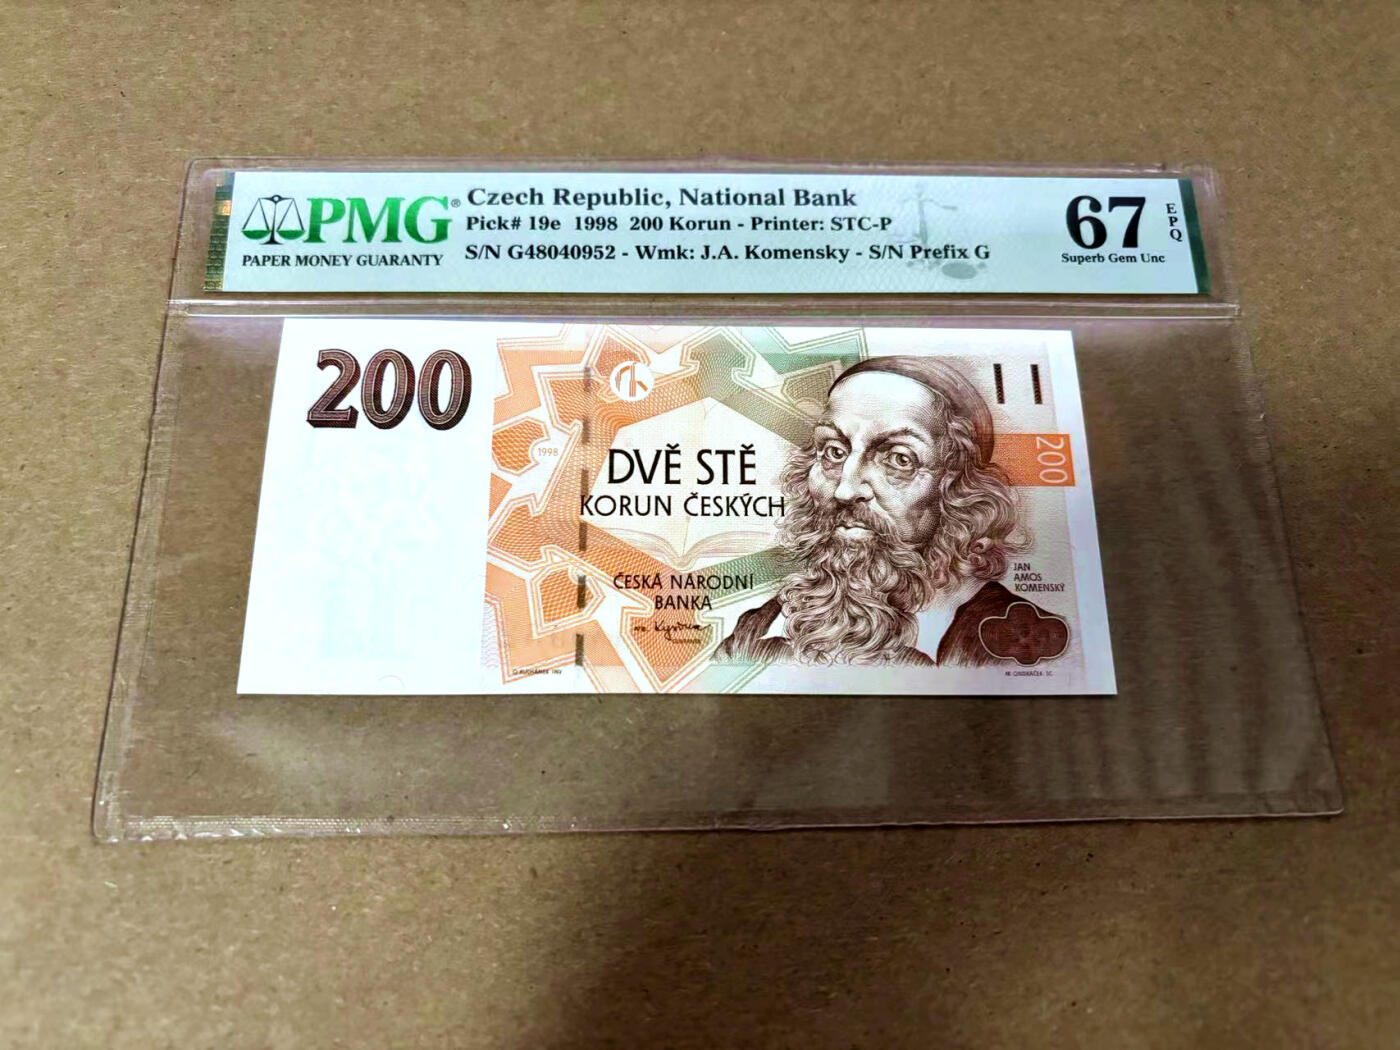 PMG®
PAPER MONEY GUARANTY
Czech Republic, National Bank
Pick# 19e 1998 200 Korun - Printer: STC-P
S/N G48040952 - Wmk: J.A. Komensky - S/N Prefix G
67
EPQ
Superb Gem Unc
200
1998
DVĚ STĚ
KORUN ČESKÝCH
ČESKÁ NÁRODNÍ
BANKA
200
JAN
AMOS
KOMENSKÝ